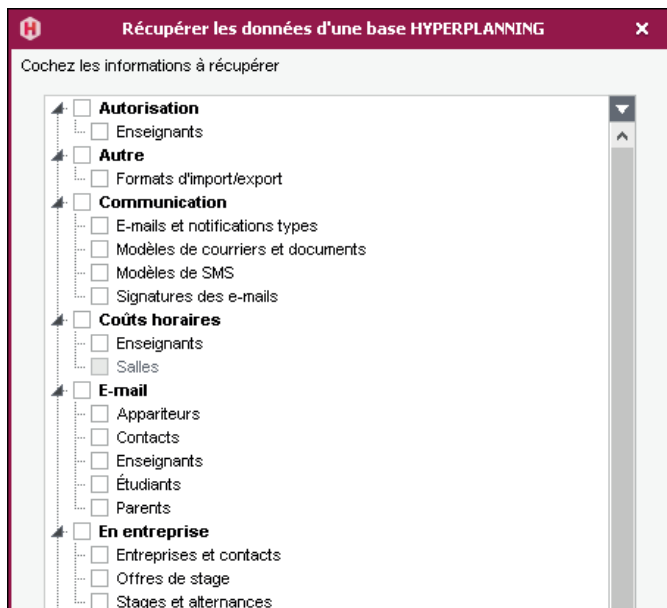 Récupérer les données d'une base HYPERPLANNING
Cochez les informations à récupérer
Autorisation
Enseignants
Autre
Formats d'import/export
Communication
E-mails et notifications types
Modèles de courriers et documents
Modèles de SMS
Signatures des e-mails
Coûts horaires
Enseignants
Salles
E-mail
Appariteurs
Contacts
Enseignants
Étudiants
Parents
En entreprise
Entreprises et contacts
Offres de stage
Stages et alternances